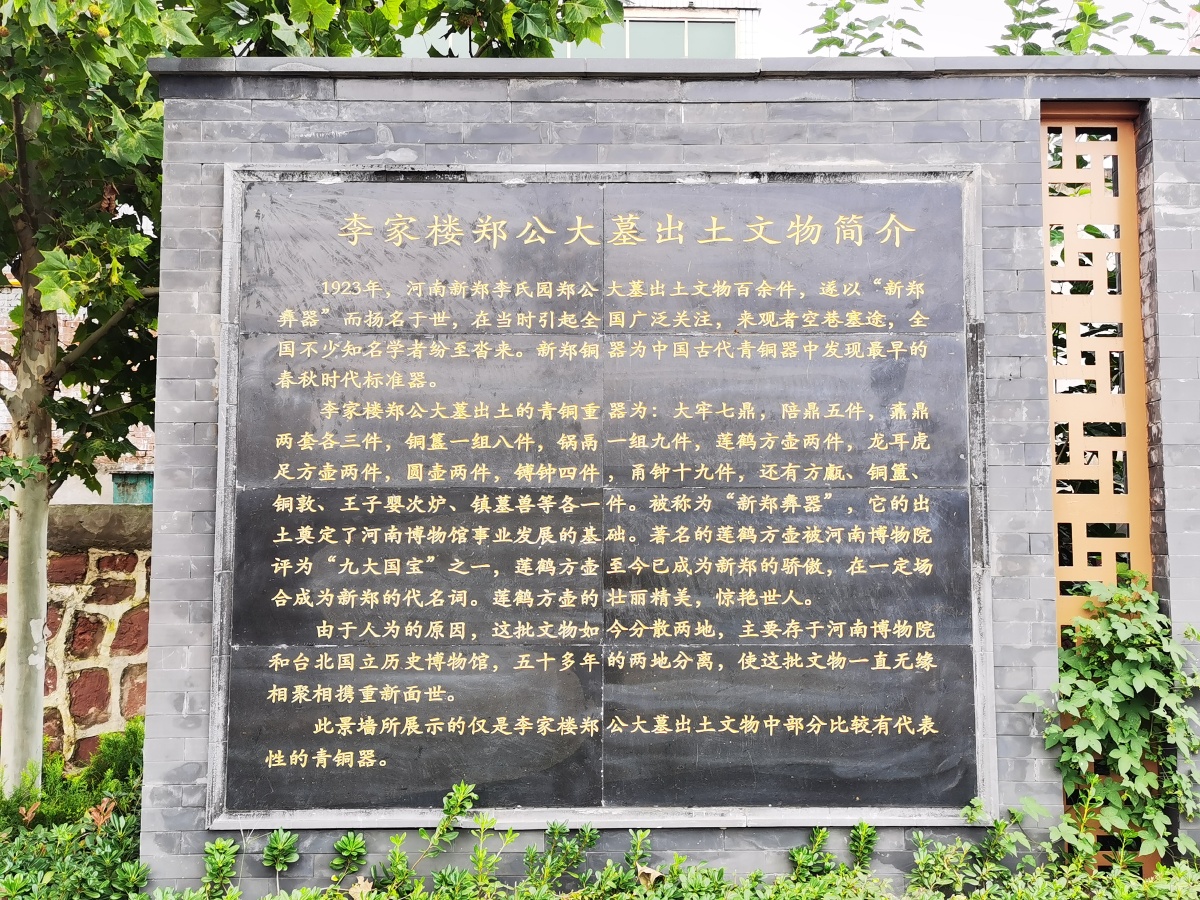 李家楼郑公大墓出土文物简介
1923年，河南新郑李氏园郑公大墓出土文物百余件，遂以“新郑
彝器”而扬名于世，在当时引起全国广泛关注，来观者空巷塞途，全
国不少知名学者纷至沓来。新郑铜器为中国古代青铜器中发现最早的
春秋时代标准器。
李家楼郑公大墓出土的青铜重器为：大牢七鼎，陪鼎五件，羞鼎
两套各三件，铜簋一组八件，锅鬲一组九件，莲鹤方壶两件，龙耳虎
足方壶两件，圆壶两件，镈钟四件，甬钟十九件，还有方甗、铜簠、
铜敦、王子婴次炉、镇墓兽等各一件。被称为“新郑彝器”，它的出
土奠定了河南博物馆事业发展的基础。著名的莲鹤方壶被河南博物院
评为“九大国宝”之一，莲鹤方壶至今已成为新郑的骄傲，在一定场
合成为新郑的代名词。莲鹤方壶的壮丽精美，惊艳世人。
由于人为的原因，这批文物如今分散两地，主要存于河南博物院
和台北国立历史博物馆，五十多年的两地分离，使这批文物一直无缘
相聚相携重新面世。
此景墙所展示的仅是李家楼郑公大墓出土文物中部分比较有代表
性的青铜器。